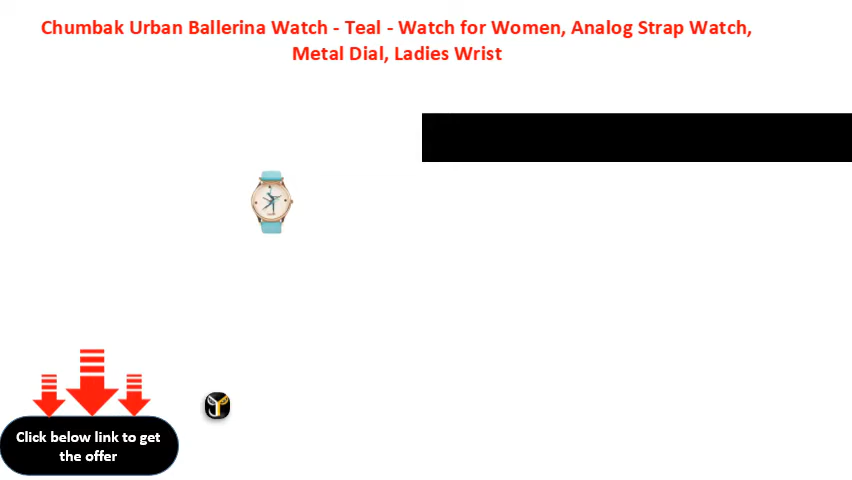 Chumbak Urban Ballerina Watch - Teal - Watch for Women, Analog Strap Watch,
Metal Dial, Ladies Wrist
Click below link to get
the offer